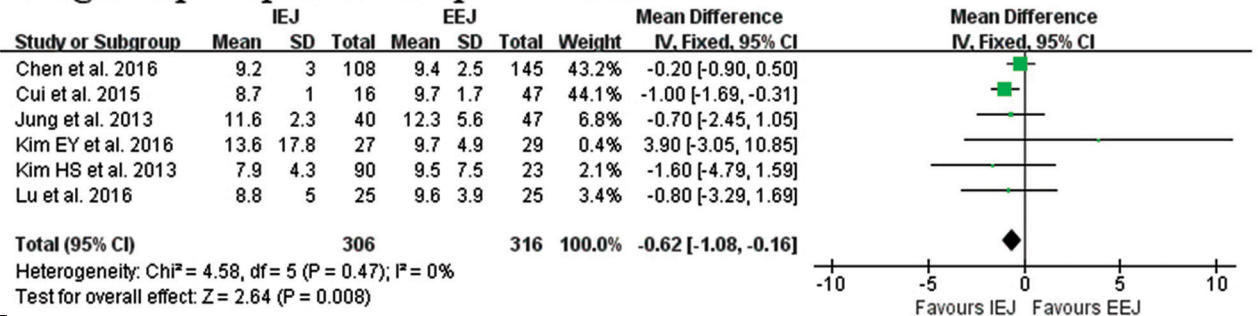 IEJ EEJ Mean Difference Mean Difference
Study or Subgroup Mean SD Total Mean SD Total Weight IV, Fixed, 95% CI IV, Fixed, 95% CI
Chen et al. 2016 9.2 3 108 9.4 2.5 145 43.2% -0.20 [-0.90, 0.50]
Cui et al. 2015 8.7 1 16 9.7 1.7 47 44.1% -1.00 [-1.69, -0.31]
Jung et al. 2013 11.6 2.3 40 12.3 5.6 47 6.8% -0.70 [-2.45, 1.05]
Kim EY et al. 2016 13.6 17.8 27 9.7 4.9 29 0.4% 3.90 [-3.05, 10.85]
Kim HS et al. 2013 7.9 4.3 90 9.5 7.5 23 2.1% -1.60 [-4.79, 1.59]
Lu et al. 2016 8.8 5 25 9.6 3.9 25 3.4% -0.80 [-3.29, 1.69]
Total (95% CI) 306 316 100.0% -0.62 [-1.08, -0.16]
Heterogeneity: Chi² = 4.58, df = 5 (P = 0.47); I² = 0%
Test for overall effect: Z = 2.64 (P = 0.008)
-10 -5 0 5 10
Favours IEJ Favours EEJ